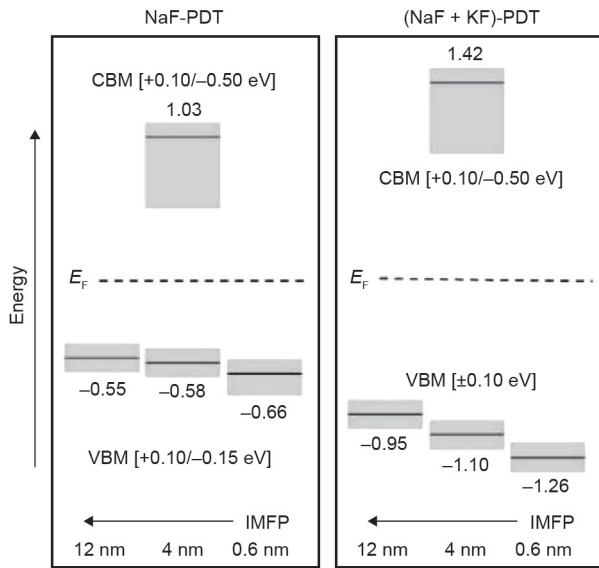 NaF-PDT
CBM [+0.10/–0.50 eV]
1.03
E_F
–0.55
–0.58
–0.66
VBM [+0.10/–0.15 eV]
IMFP
12 nm 4 nm 0.6 nm
(NaF + KF)-PDT
1.42
CBM [+0.10/–0.50 eV]
E_F
VBM [±0.10 eV]
–0.95
–1.10
–1.26
IMFP
12 nm 4 nm 0.6 nm
Energy